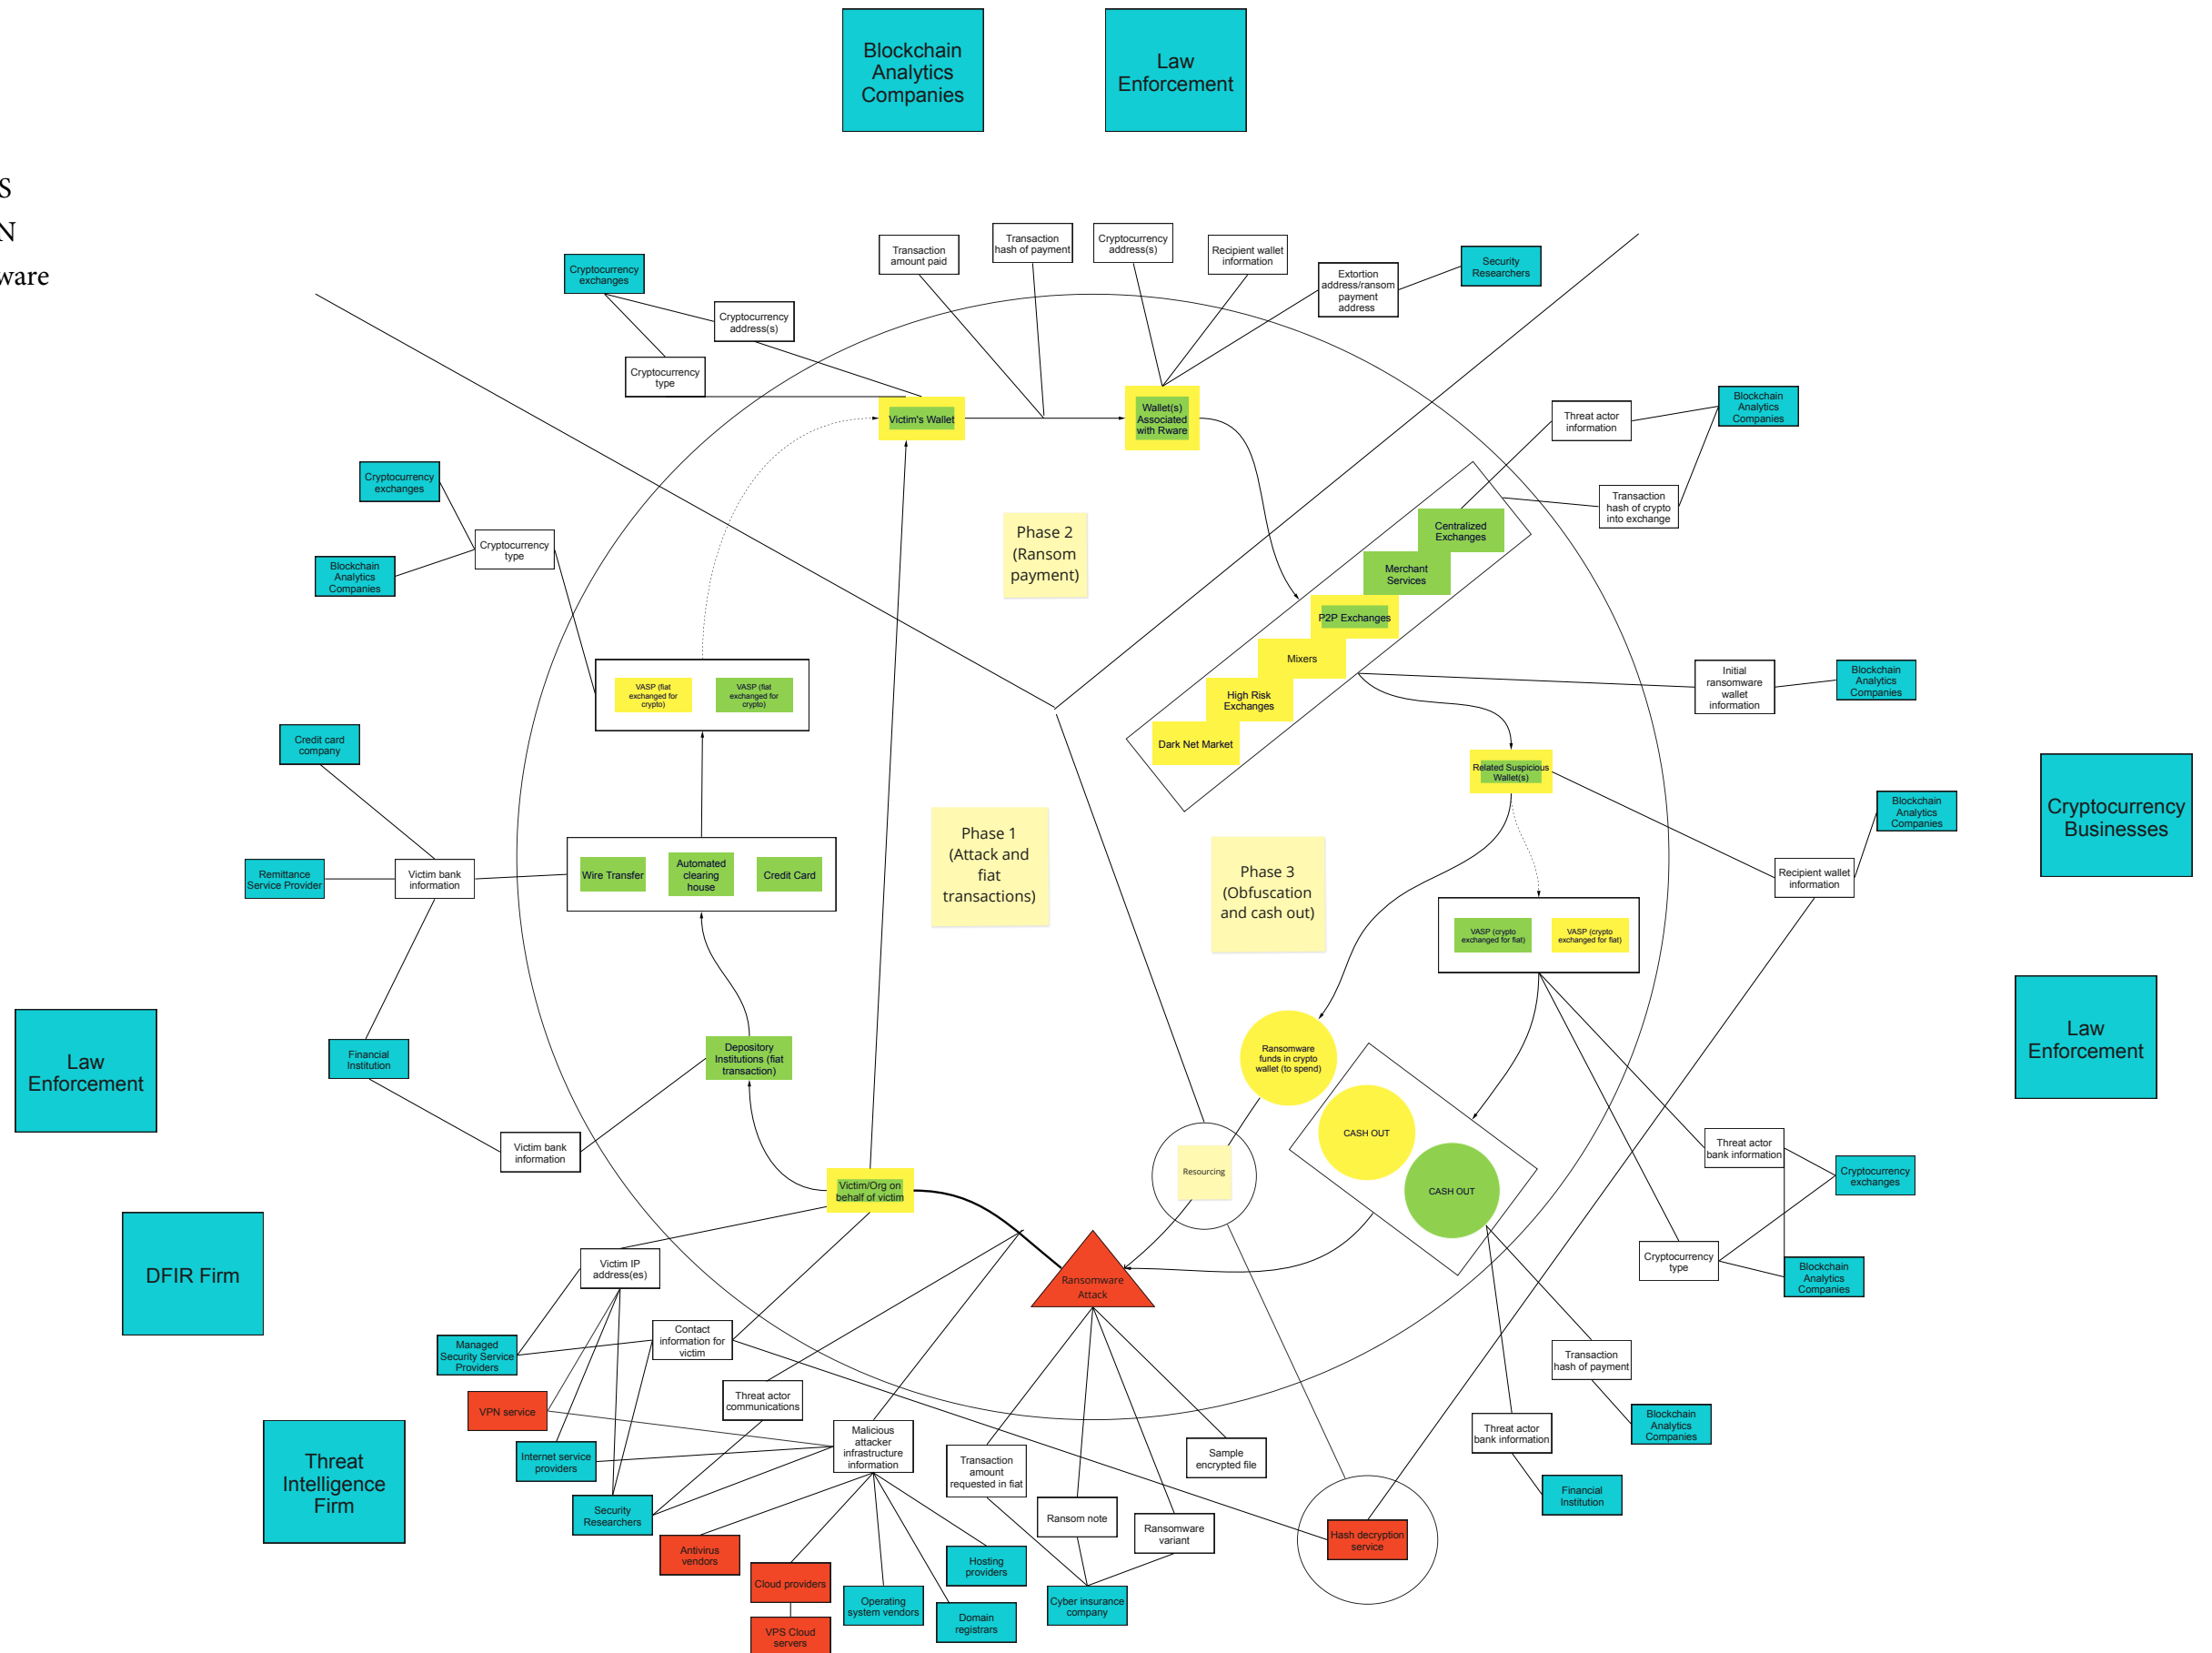 Blockchain
Analytics
Companies
Law
Enforcement
S
N
ware
Cryptocurrency
exchanges
Cryptocurrency
address(s)
Cryptocurrency
type
Transaction
amount paid
Transaction
hash of payment
Cryptocurrency
address(s)
Recipient wallet
information
Extortion
address/ransom
payment
address
Security
Researchers
Victim's Wallet
Wallet(s)
Associated
with Rware
Threat actor
information
Blockchain
Analytics
Companies
Transaction
hash of crypto
into exchange
Cryptocurrency
exchanges
Blockchain
Analytics
Companies
Cryptocurrency
type
Phase 2
(Ransom
payment)
Centralized
Exchanges
Merchant
Services
P2P Exchanges
Mixers
High Risk
Exchanges
Dark Net Market
Initial
ransomware
wallet
information
Blockchain
Analytics
Companies
VASP (fiat
exchanged for
crypto)
VASP (fiat
exchanged for
crypto)
Credit card
company
Related Suspicious
Wallet(s)
Cryptocurrency
Businesses
Blockchain
Analytics
Companies
Phase 1
(Attack and
fiat
transactions)
Phase 3
(Obfuscation
and cash out)
Remittance
Service Provider
Victim bank
information
Wire Transfer
Automated
clearing
house
Credit Card
Recipient wallet
information
VASP (crypto
exchanged for fiat)
VASP (crypto
exchanged for fiat)
Law
Enforcement
Financial
Institution
Depository
Institutions (fiat
transaction)
Ransomware
funds in crypto
wallet (to spend)
Law
Enforcement
Victim bank
information
CASH OUT
CASH OUT
Resourcing
Threat actor
bank information
Cryptocurrency
exchanges
Victim/Org on
behalf of victim
DFIR Firm
Victim IP
address(es)
Ransomware
Attack
Cryptocurrency
type
Blockchain
Analytics
Companies
Managed
Security Service
Providers
Contact
information for
victim
Transaction
hash of payment
VPN service
Threat actor
communications
Blockchain
Analytics
Companies
Threat
Intelligence
Firm
Internet service
providers
Malicious
attacker
infrastructure
information
Transaction
amount
requested in fiat
Sample
encrypted file
Threat actor
bank information
Financial
Institution
Security
Researchers
Ransom note
Ransomware
variant
Hash decryption
service
Antivirus
vendors
Hosting
providers
Cloud providers
Operating
system vendors
Cyber insurance
company
Domain
registrars
VPS Cloud
servers